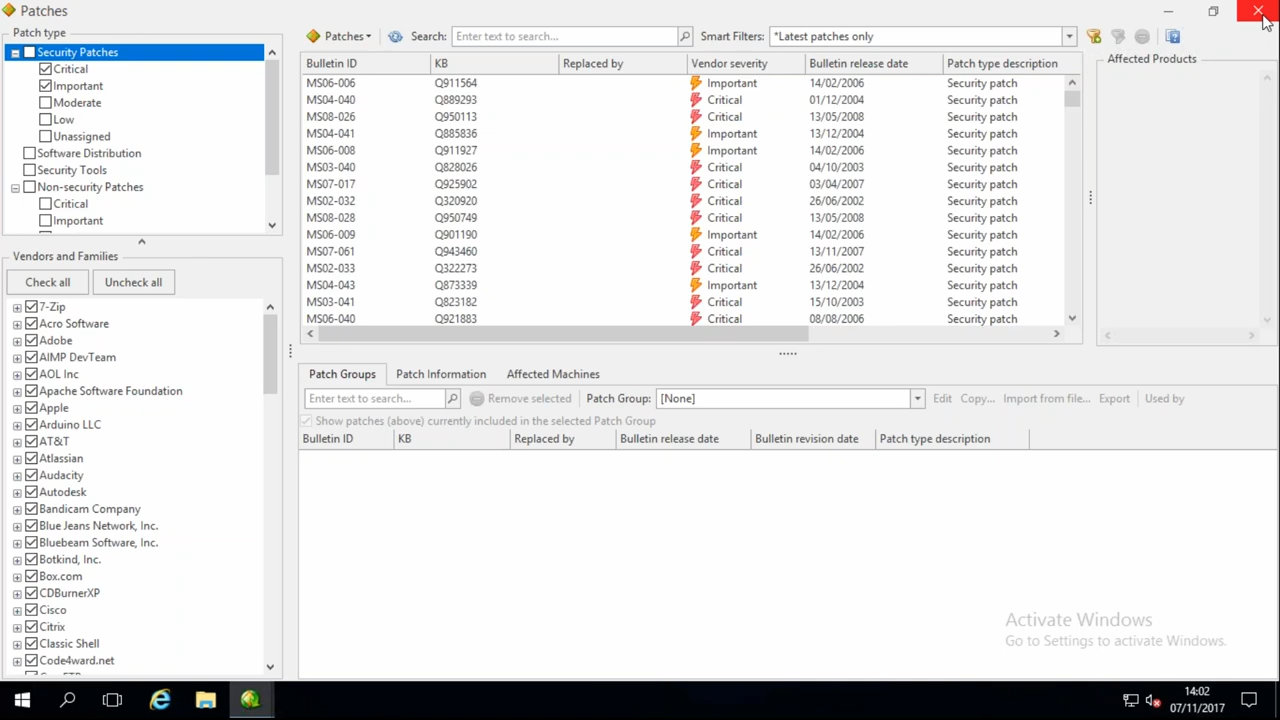 Patches
Patch type
Security Patches
Critical
Important
Moderate
Low
Unassigned
Software Distribution
Security Tools
Non-security Patches
Critical
Important
Vendors and Families
Check all
Uncheck all
7-Zip
Acro Software
Adobe
AIMP DevTeam
AOL Inc
Apache Software Foundation
Apple
Arduino LLC
AT&T
Atlassian
Audacity
Autodesk
Bandicam Company
Blue Jeans Network, Inc.
Bluebeam Software, Inc.
Botkind, Inc.
Box.com
CDBurnerXP
Cisco
Citrix
Classic Shell
Code4ward.net
Patches Search: Enter text to search... Smart Filters: *Latest patches only
Bulletin ID KB Replaced by Vendor severity Bulletin release date Patch type description
MS06-006 Q911564 Important 14/02/2006 Security patch
MS04-040 Q889293 Critical 01/12/2004 Security patch
MS08-026 Q950113 Critical 13/05/2008 Security patch
MS04-041 Q885836 Important 13/12/2004 Security patch
MS06-008 Q911927 Important 14/02/2006 Security patch
MS03-040 Q828026 Critical 04/10/2003 Security patch
MS07-017 Q925902 Critical 03/04/2007 Security patch
MS02-032 Q320920 Critical 26/06/2002 Security patch
MS08-028 Q950749 Critical 13/05/2008 Security patch
MS06-009 Q901190 Important 14/02/2006 Security patch
MS07-061 Q943460 Critical 13/11/2007 Security patch
MS02-033 Q322273 Critical 26/06/2002 Security patch
MS04-043 Q873339 Important 13/12/2004 Security patch
MS03-041 Q823182 Critical 15/10/2003 Security patch
MS06-040 Q921883 Critical 08/08/2006 Security patch
Affected Products
Patch Groups Patch Information Affected Machines
Enter text to search... Remove selected Patch Group: [None] Edit Copy... Import from file... Export Used by
Show patches (above) currently included in the selected Patch Group
Bulletin ID KB Replaced by Bulletin release date Bulletin revision date Patch type description
Activate Windows
Go to Settings to activate Windows.
14:02
07/11/2017